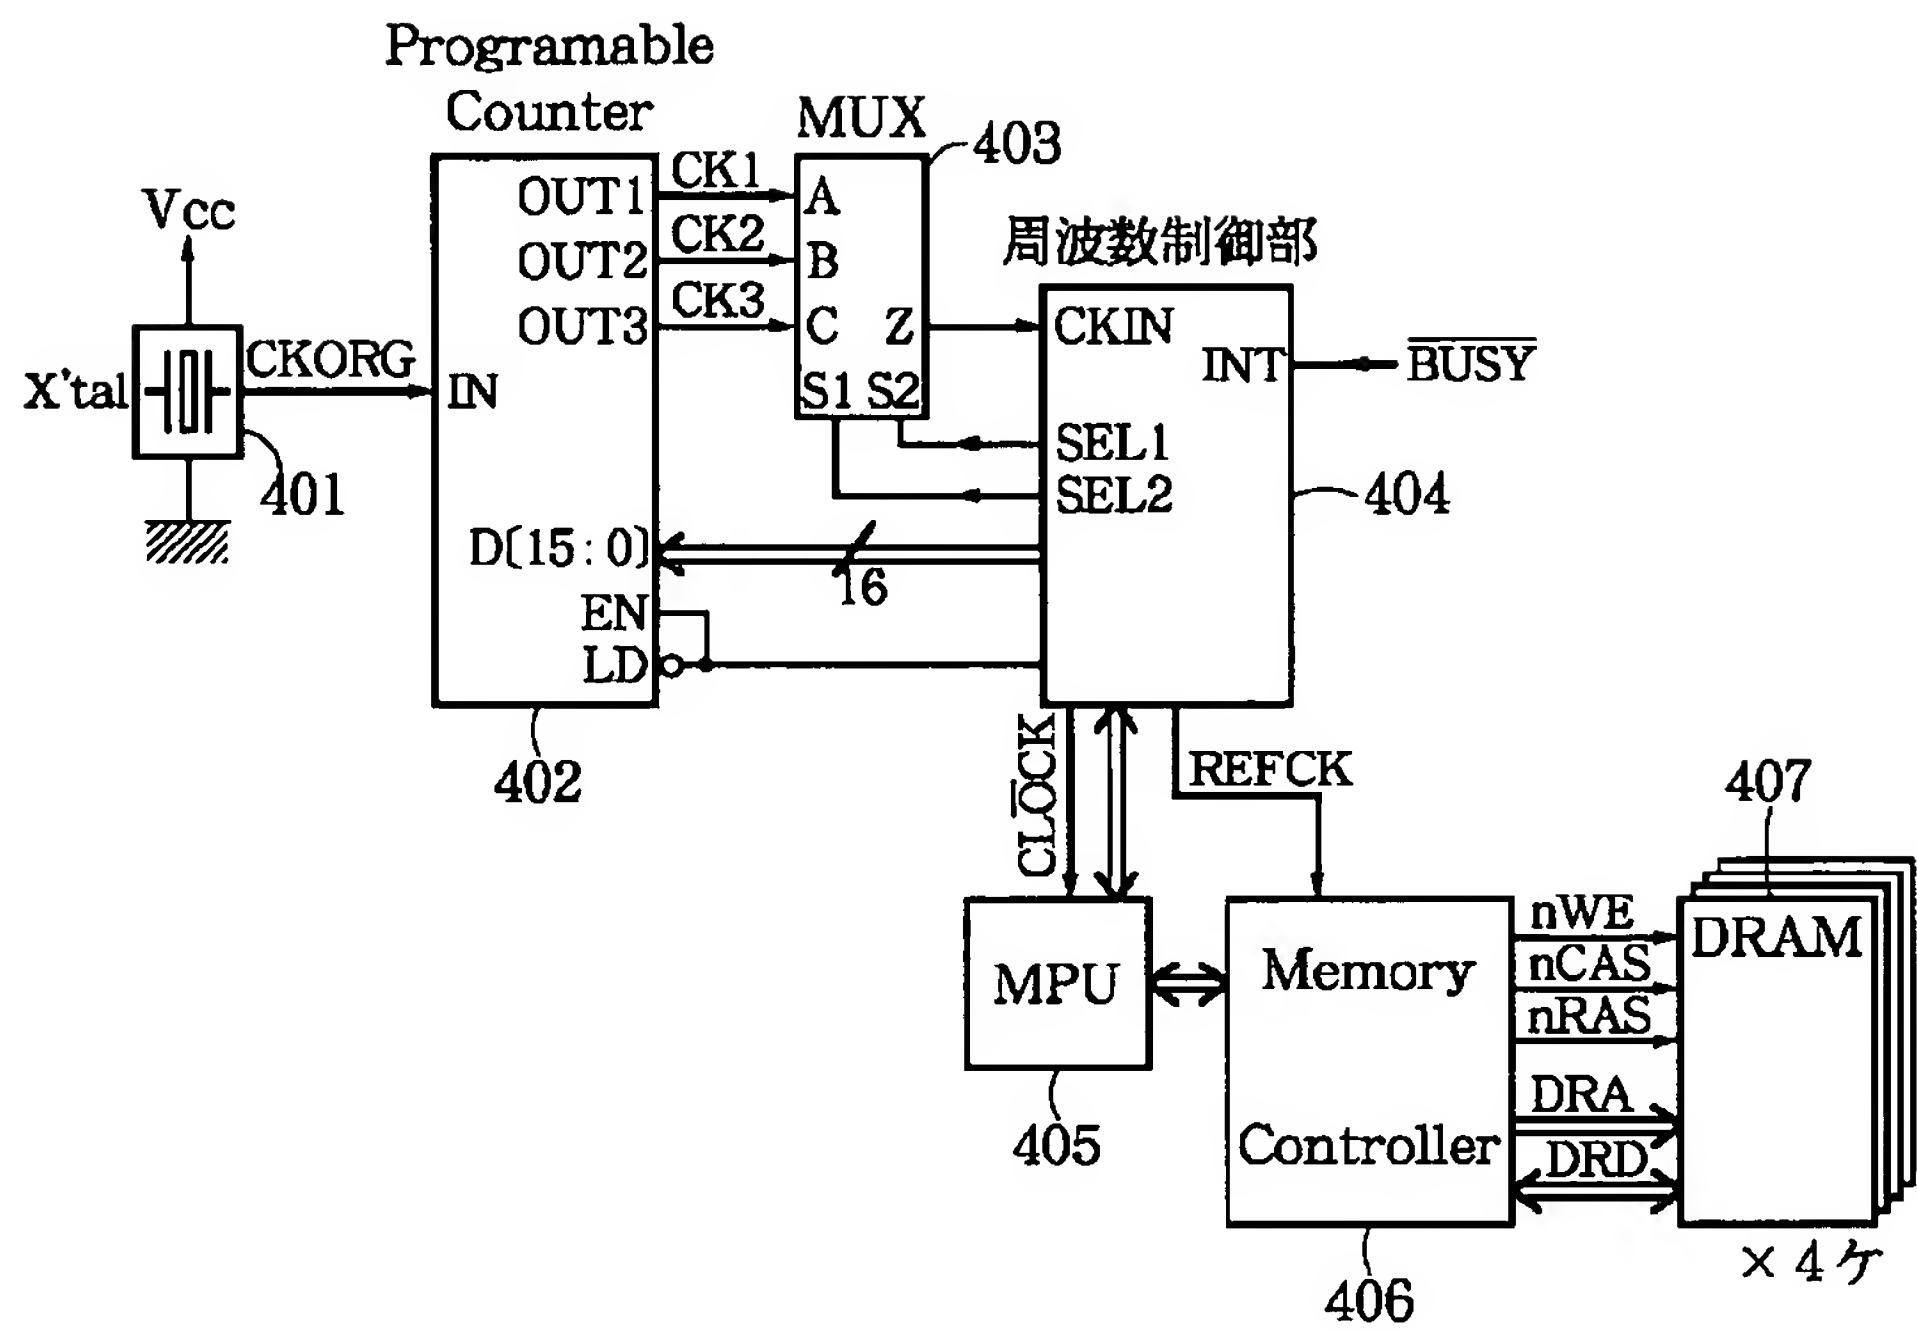 Programable
Counter
MUX
403
Vcc
X'tal
CKORG
401
IN
OUT1
OUT2
OUT3
CK1
CK2
CK3
A
B
C
Z
S1 S2
周波数制御部
CKIN
INT
BUSY
SEL1
SEL2
404
D[15:0]
16
EN
LD
402
CLOCK
REFCK
407
MPU
405
Memory
Controller
406
nWE
nCAS
nRAS
DRA
DRD
DRAM
×4ケ